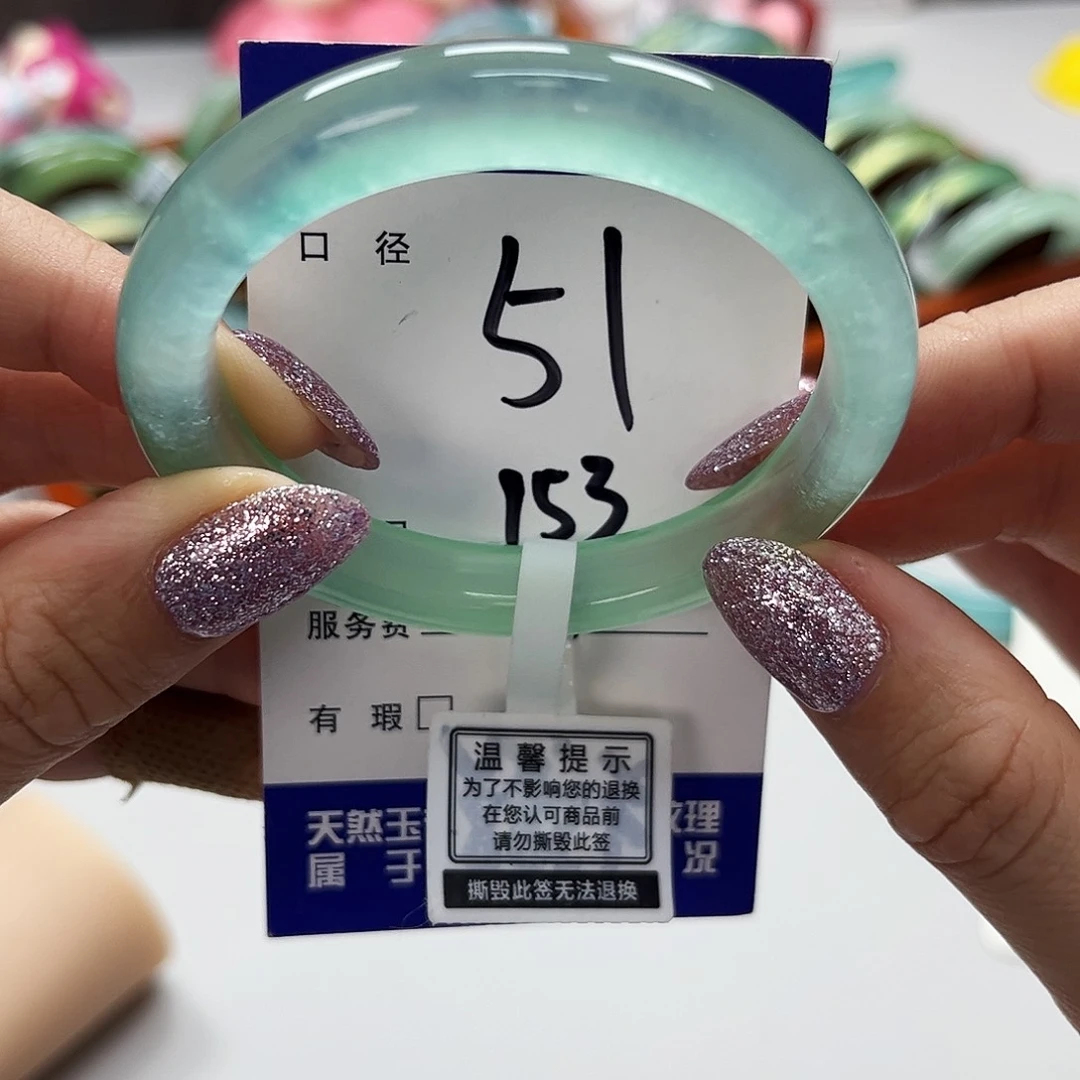 口 径
51
153
服务费
有 瑕
温馨提示
为了不影响您的退换
在您认可商品前
请勿撕毁此签
撕毁此签无法退换
天然玉 纹理
属 于 况